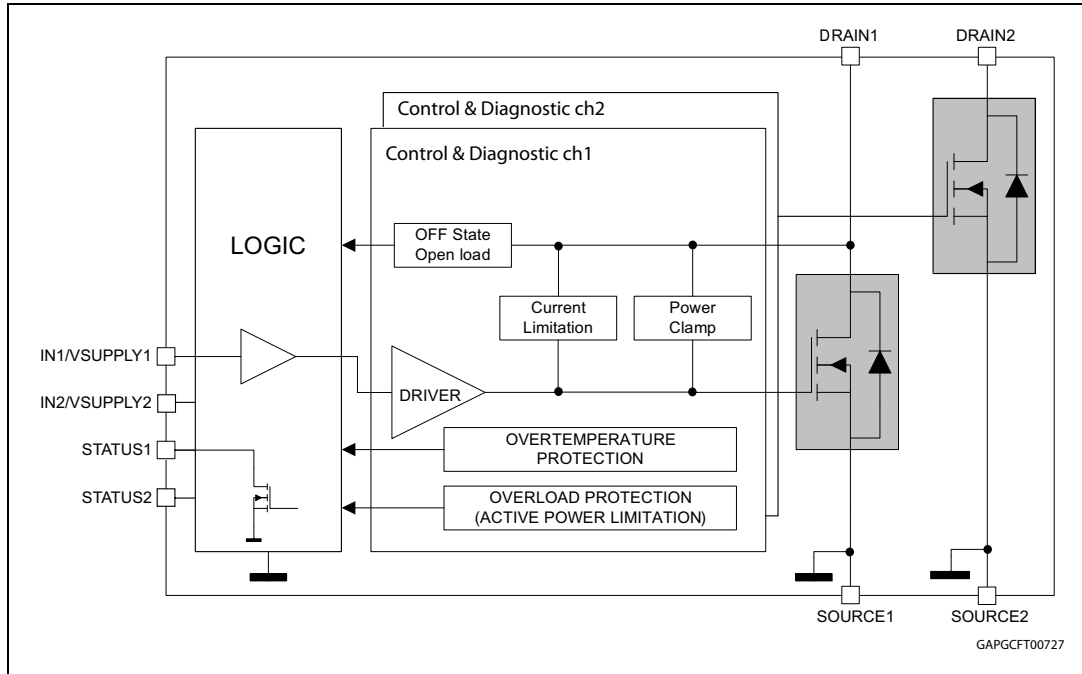 DRAIN1
DRAIN2
Control & Diagnostic ch2
Control & Diagnostic ch1
LOGIC
OFF State
Open load
Current
Limitation
Power
Clamp
IN1/VSUPPLY1
DRIVER
IN2/VSUPPLY2
STATUS1
OVERTEMPERATURE
PROTECTION
STATUS2
OVERLOAD PROTECTION
(ACTIVE POWER LIMITATION)
SOURCE1
SOURCE2
GAPGCFT00727